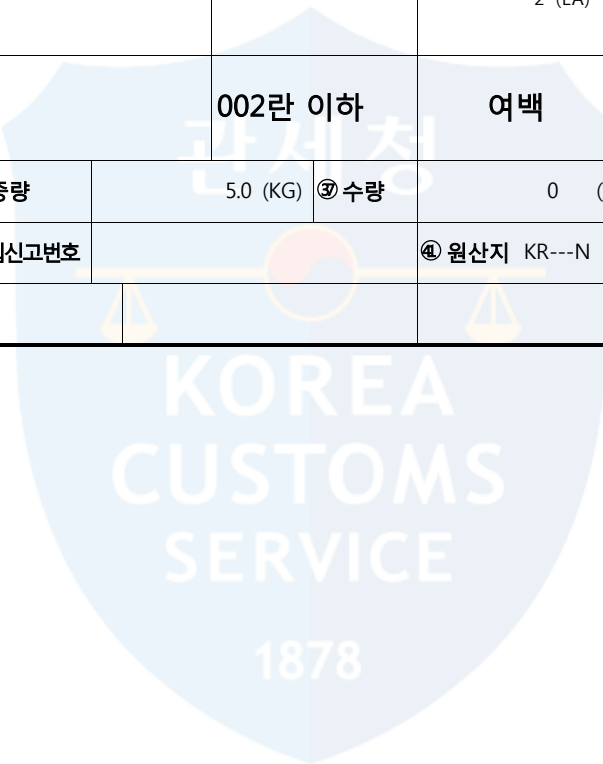 2 (EA)
002란 이하 여백
중량 5.0 (KG) ㊲ 수량 0 (
입신고번호 ㊶ 원산지 KR---N
관세청
KOREA
CUSTOMS
SERVICE
1878